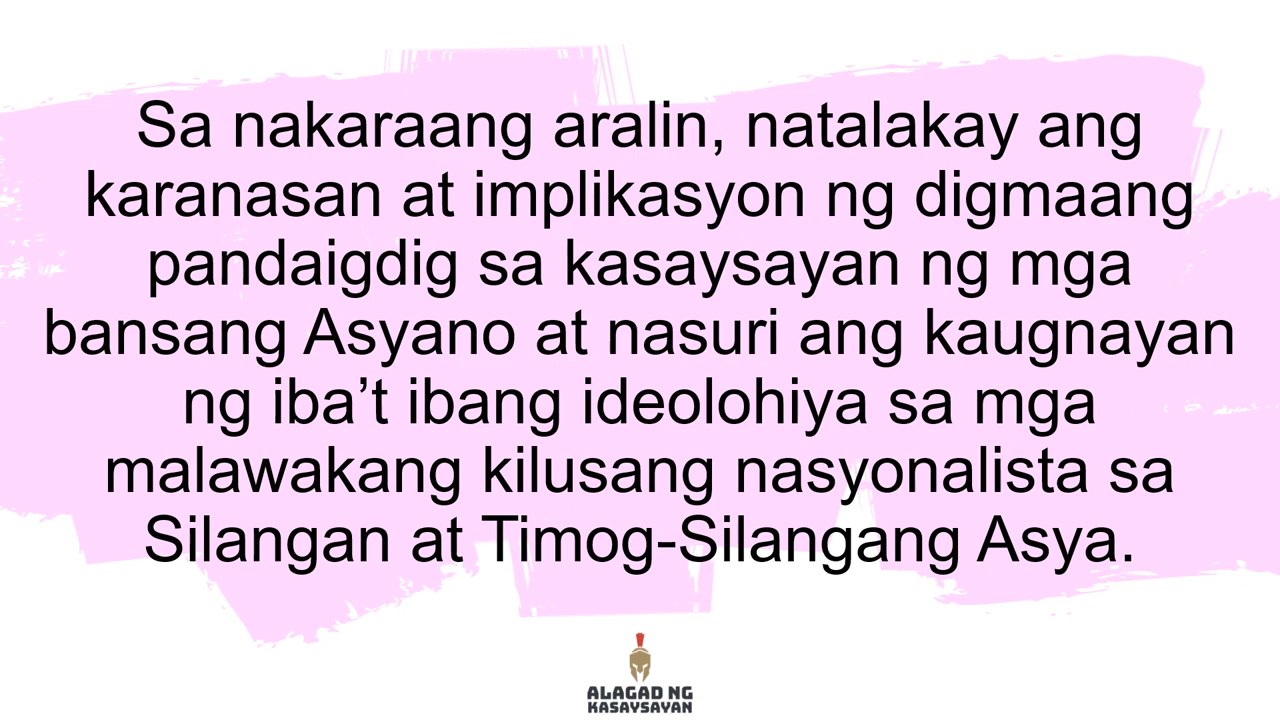 Sa nakaraang aralin, natalakay ang
karanasan at implikasyon ng digmaang
pandaigdig sa kasaysayan ng mga
bansang Asyano at nasuri ang kaugnayan
ng iba’t ibang ideolohiya sa mga
malawakang kilusang nasyonalista sa
Silangan at Timog-Silangang Asya.
ALAGAD NG
KASAYSAYAN